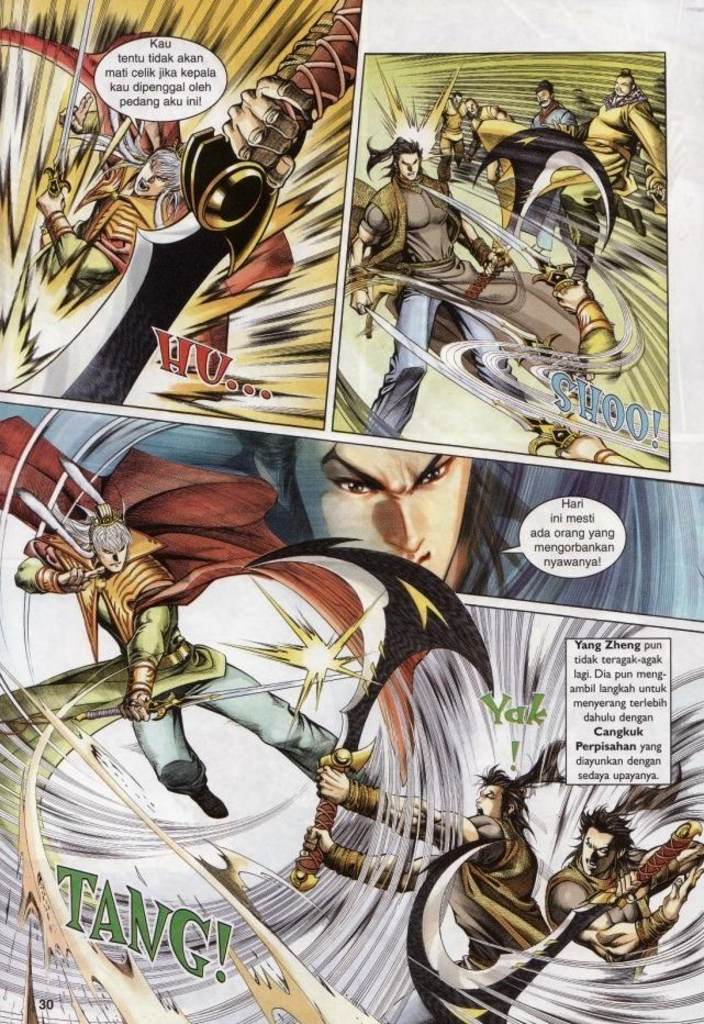 Kau
tentu tidak akan
mati celik jika kepala
kau dipenggal oleh
pedang aku ini!
HU...
SHOO!
Hari
ini mesti
ada orang yang
mengorbankan
nyawanya!
Yang Zheng pun
tidak teragak-agak
lagi. Dia pun meng-
ambil langkah untuk
menyerang terlebih
dahulu dengan
Cangkuk
Perpisahan yang
diayunkan dengan
sedaya upayanya.
Yak
!
TANG!
30